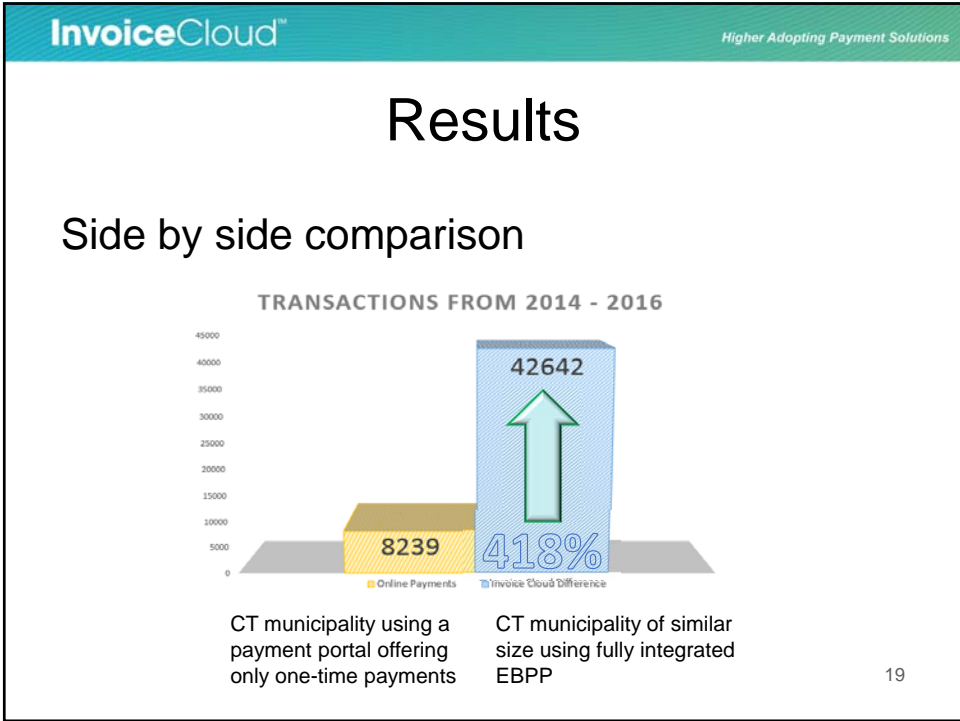 InvoiceCloud™
Higher Adopting Payment Solutions
Results
Side by side comparison
TRANSACTIONS FROM 2014 - 2016
45000
40000
35000
30000
25000
20000
15000
10000
5000
0
42642
8239
418%
Online Payments
Invoice Cloud Difference
CT municipality using a
payment portal offering
only one-time payments
CT municipality of similar
size using fully integrated
EBPP
19